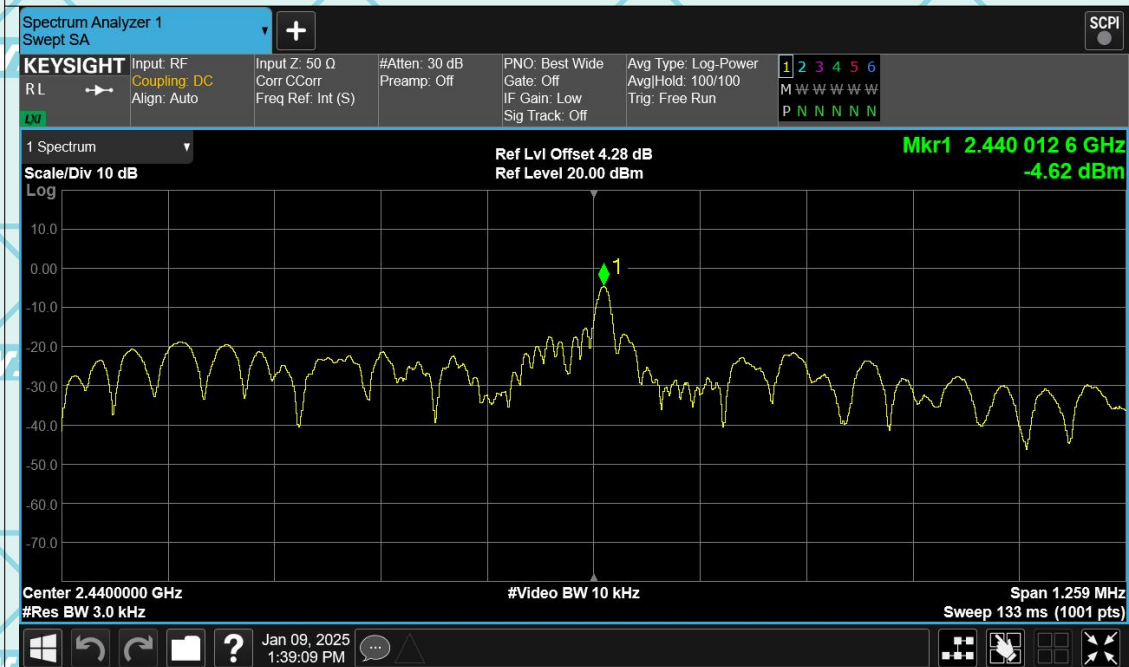 Spectrum Analyzer 1
Swept SA
+
SCPI
KEYSIGHT
RL
LXI
Input: RF
Coupling: DC
Align: Auto
Input Z: 50 Ω
Corr CCorr
Freq Ref: Int (S)
#Atten: 30 dB
Preamp: Off
PNO: Best Wide
Gate: Off
IF Gain: Low
Sig Track: Off
Avg Type: Log-Power
Avg|Hold: 100/100
Trig: Free Run
1 2 3 4 5 6
M W W W W W
P N N N N N
1 Spectrum
Scale/Div 10 dB
Log
Ref Lvl Offset 4.28 dB
Ref Level 20.00 dBm
Mkr1 2.440 012 6 GHz
-4.62 dBm
1
10.0
0.00
-10.0
-20.0
-30.0
-40.0
-50.0
-60.0
-70.0
Center 2.4400000 GHz
#Res BW 3.0 kHz
#Video BW 10 kHz
Span 1.259 MHz
Sweep 133 ms (1001 pts)
?
Jan 09, 2025
1:39:09 PM